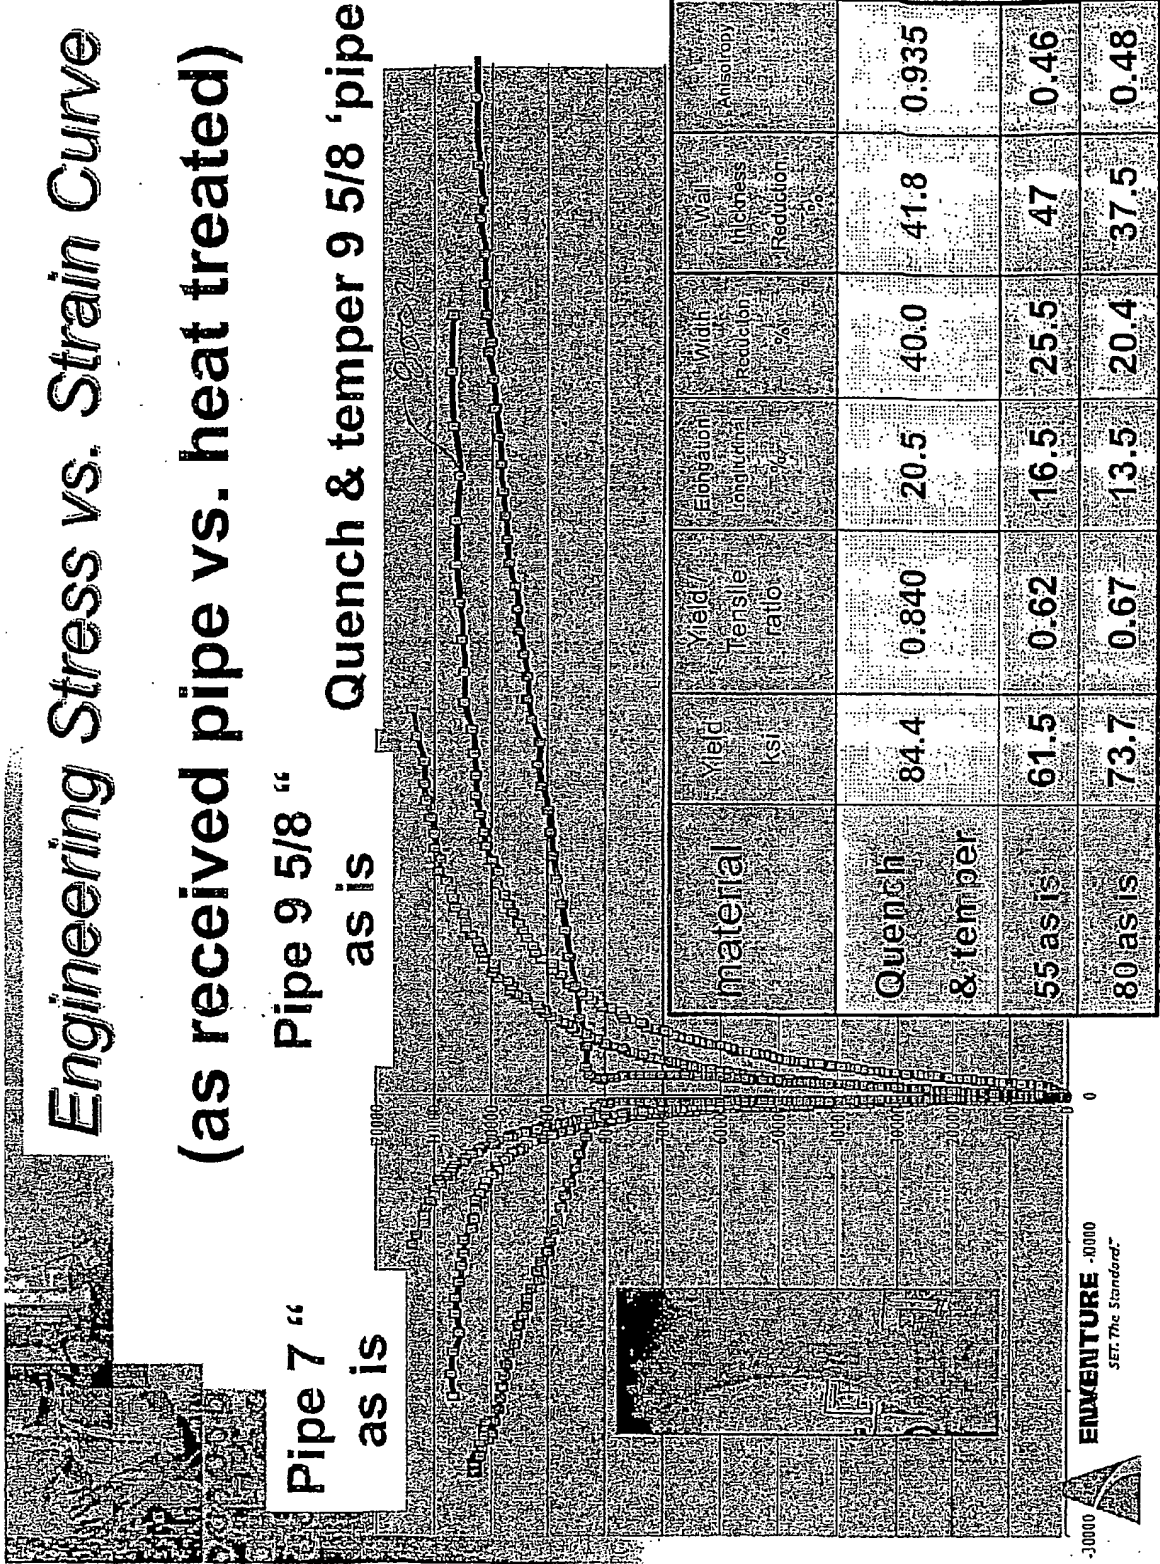 Engineering Stress vs. Strain Curve
(as received pipe vs. heat treated)
Pipe 7 “
as is
Pipe 9 5/8 “
as is
Quench & temper 9 5/8 ‘pipe
material
Yield
ksi
Yield/
Tensile
ratio
Elongation
Longitudinal
%
Width
Reduction
%
Wall
thickness
Reduction
%
Anisotropy
Quench
& temper
84.4
0.840
20.5
40.0
41.8
0.935
55 as is
61.5
0.62
16.5
25.5
47
0.46
80 as is
73.7
0.67
13.5
20.4
37.5
0.48
-30000
-10000
0
ENVENTURE
SET. The Standard.™